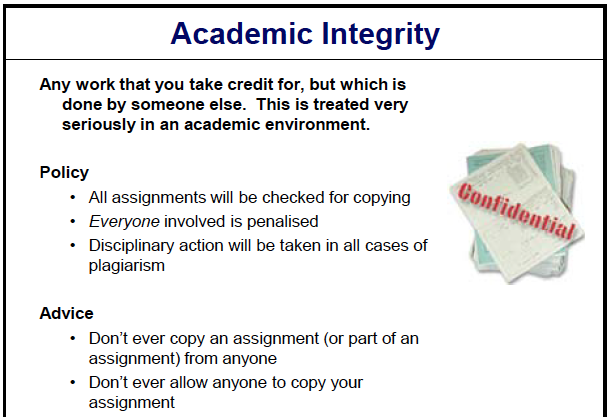 Academic Integrity
Any work that you take credit for, but which is
done by someone else.  This is treated very
seriously in an academic environment.
Policy
• All assignments will be checked for copying
• Everyone involved is penalised
• Disciplinary action will be taken in all cases of
plagiarism
Confidential
Advice
• Don't ever copy an assignment (or part of an
assignment) from anyone
• Don't ever allow anyone to copy your
assignment